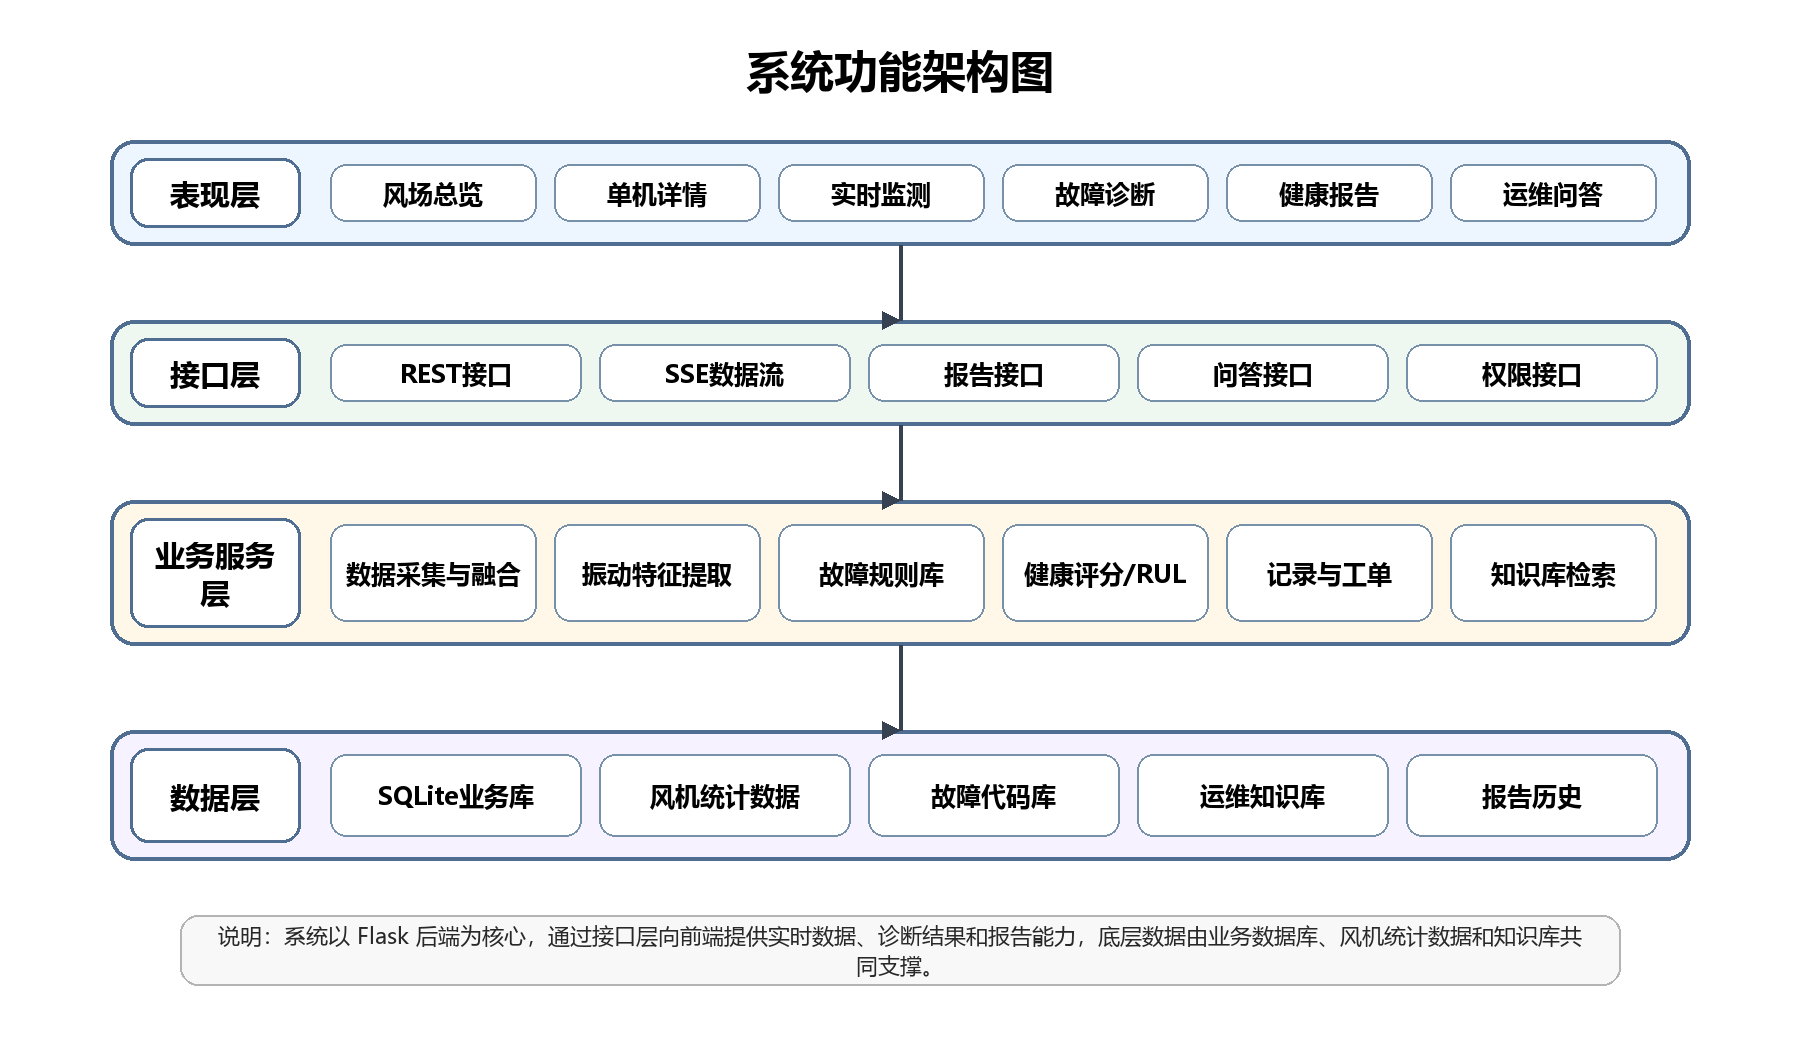 系统功能架构图
表现层
风场总览
单机详情
实时监测
故障诊断
健康报告
运维问答
接口层
REST接口
SSE数据流
报告接口
问答接口
权限接口
业务服务
层
数据采集与融合
振动特征提取
故障规则库
健康评分/RUL
记录与工单
知识库检索
数据层
SQLite业务库
风机统计数据
故障代码库
运维知识库
报告历史
说明：系统以 Flask 后端为核心，通过接口层向前端提供实时数据、诊断结果和报告能力，底层数据由业务数据库、风机统计数据和知识库共
同支撑。